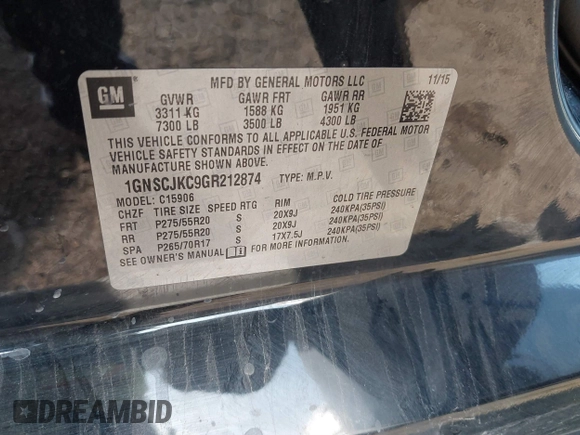 GM
MFD BY GENERAL MOTORS LLC 11/15
GVWR GAWR FRT GAWR RR
3311 KG 1588 KG 1951 KG
7300 LB 3500 LB 4300 LB
THIS VEHICLE CONFORMS TO ALL APPLICABLE U.S. FEDERAL MOTOR
VEHICLE SAFETY STANDARDS IN EFFECT ON THE DATE OF
MANUFACTURE SHOWN ABOVE.
1GNSCJKC9GR212874 TYPE: M.P.V.
MODEL: C15906
CHZF TIRE SIZE SPEED RTG RIM COLD TIRE PRESSURE
FRT P275/55R20 S 20X9J 240KPA(35PSI)
RR P275/55R20 S 20X9J 240KPA(35PSI)
SPA P265/70R17 S 17X7.5J 240KPA(35PSI)
SEE OWNER'S MANUAL FOR MORE INFORMATION.
DREAMBID